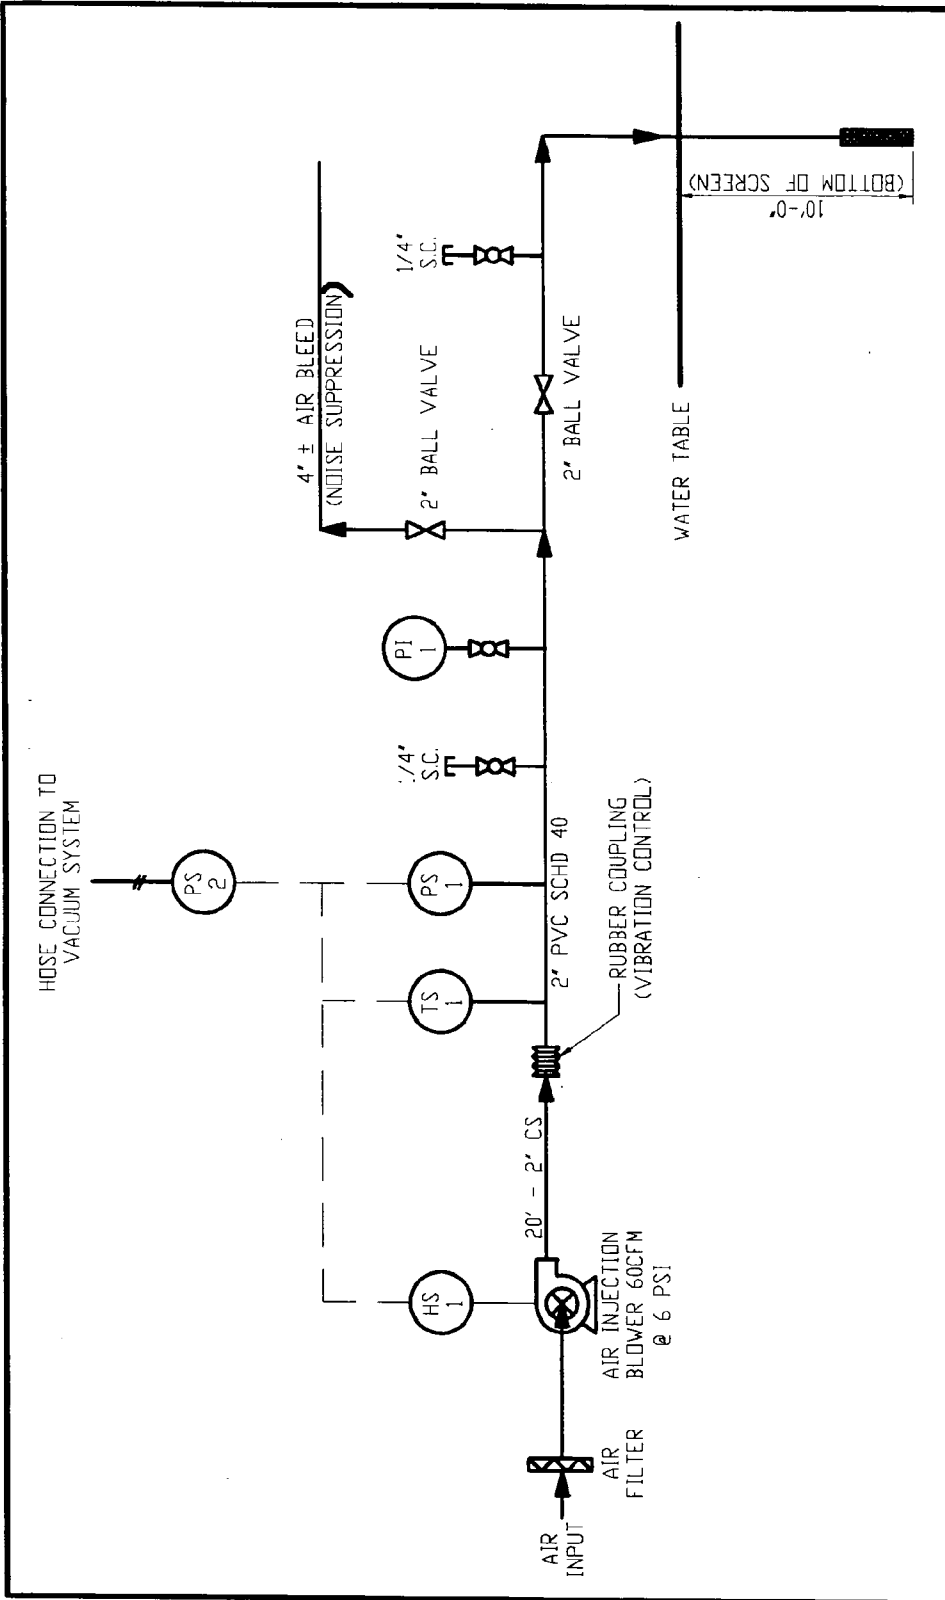 HOSE CONNECTION TO
VACUUM SYSTEM
PS
2
4' ± AIR BLEED
(NOISE SUPPRESSION)
HS
1
TS
1
PS
1
1/4"
S.C.
PI
1
2" BALL VALVE
1/4"
S.C.
20' - 2" CS
2" PVC SCHD 40
2" BALL VALVE
AIR
INPUT
AIR
FILTER
AIR INJECTION
BLOWER 60CFM
@ 6 PSI
RUBBER COUPLING
(VIBRATION CONTROL)
WATER TABLE
10'-0"
(BOTTOM OF SCREEN)